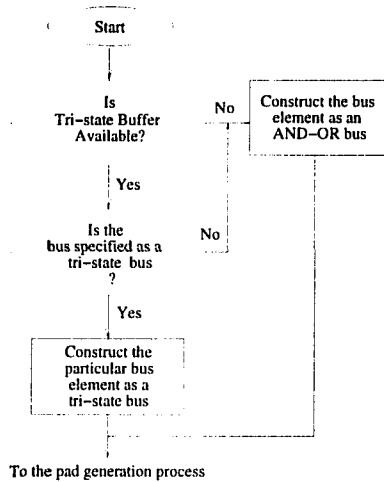 Start
Is
Tri-state Buffer
Available?
No
Construct the bus
element as an
AND-OR bus
Yes
Is the
bus specified as a
tri-state bus
?
No
Yes
Construct the
particular bus
element as a
tri-state bus
To the pad generation process